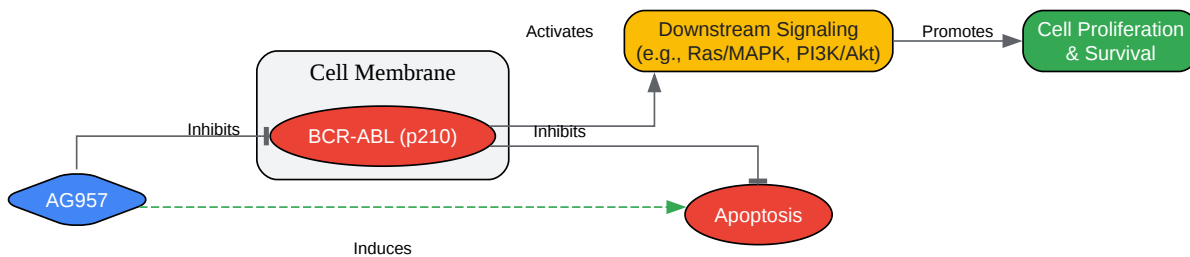 Activates
Downstream Signaling
(e.g., Ras/MAPK, PI3K/Akt)
Promotes
Cell Proliferation
& Survival
Cell Membrane
Inhibits
BCR-ABL (p210)
Inhibits
AG957
Apoptosis
Induces